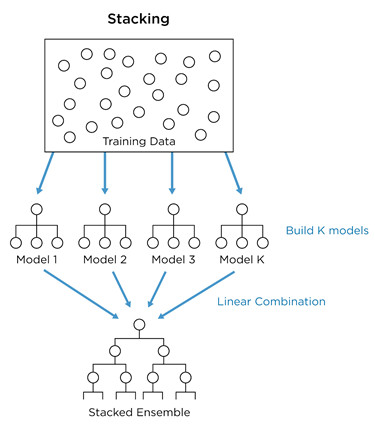 Stacking
Training Data
Build K models
Model 1 Model 2 Model 3 Model K
Linear Combination
Stacked Ensemble